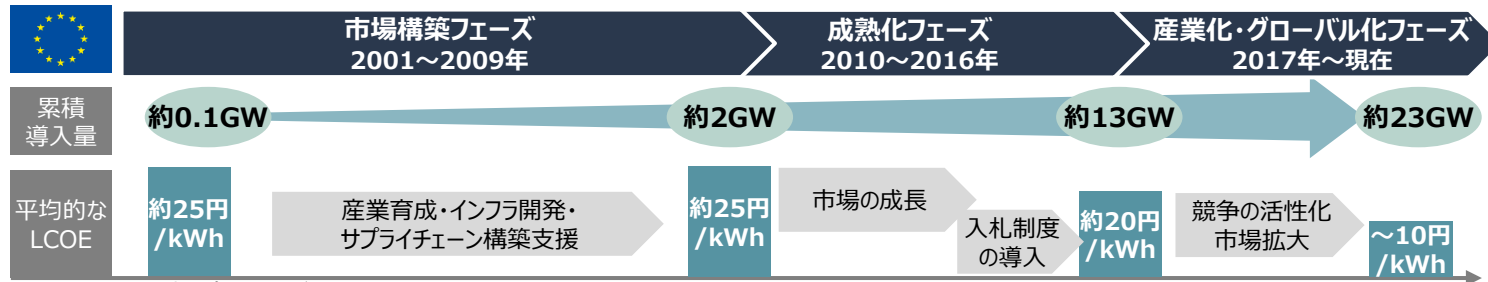 市場構築フェーズ
2001～2009年
成熟化フェーズ
2010～2016年
産業化・グローバル化フェーズ
2017年～現在
累積
導入量
約0.1GW
約2GW
約13GW
約23GW
平均的な
LCOE
約25円
/kWh
産業育成・インフラ開発・
サプライチェーン構築支援
約25円
/kWh
市場の成長
入札制度
の導入
約20円
/kWh
競争の活性化
市場拡大
～10円
/kWh